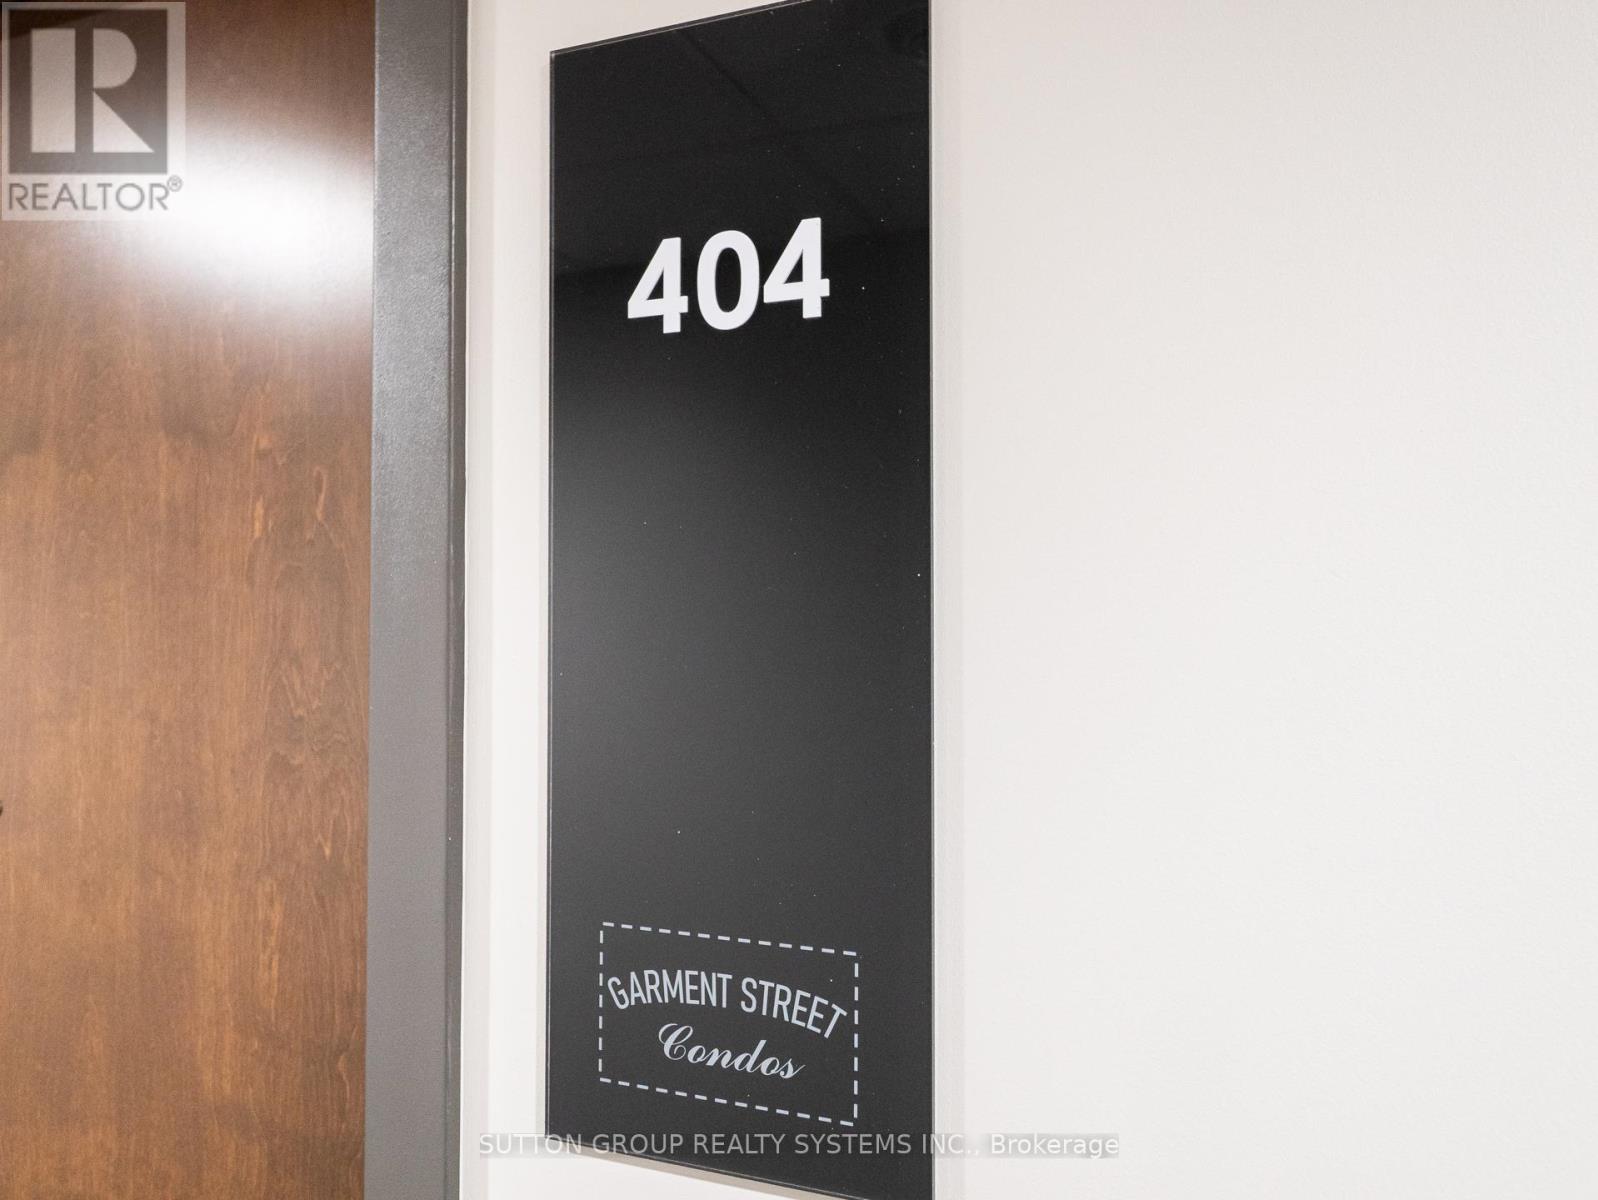 R
REALTOR®
404
GARMENT STREET
Condos
SUTTON GROUP REALTY SYSTEMS INC., Brokerage